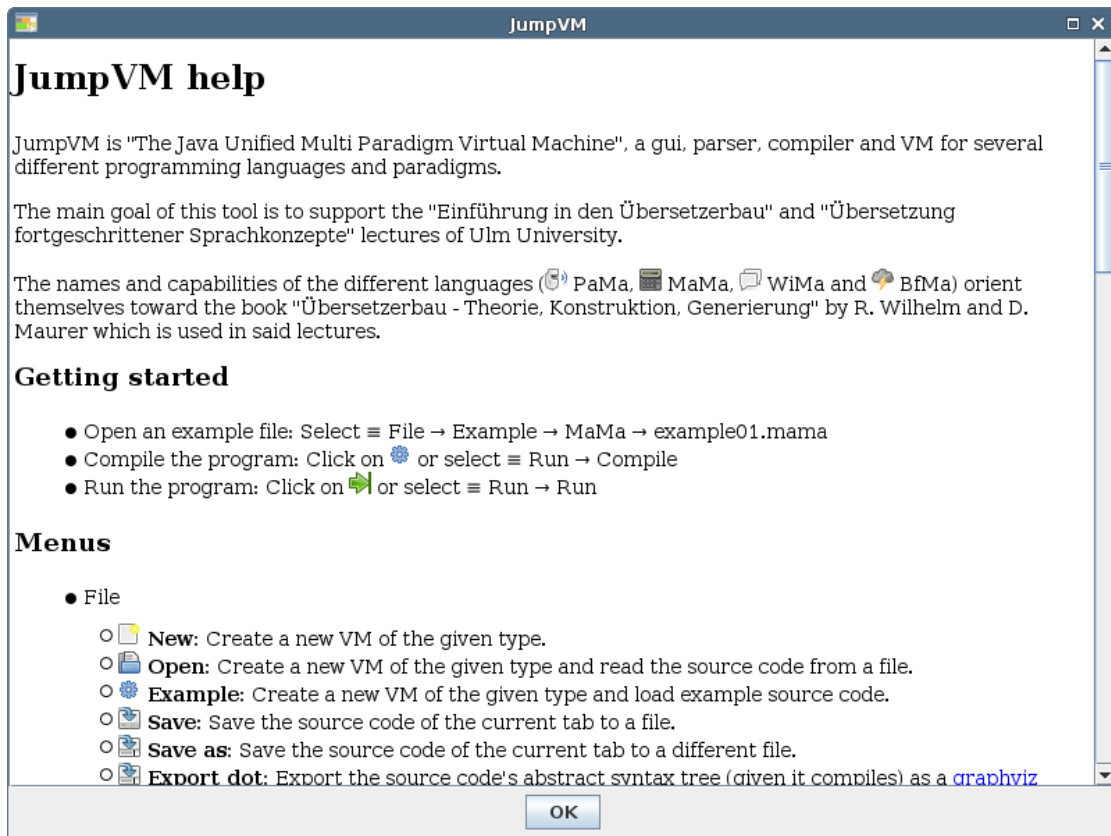 JumpVM
JumpVM help
JumpVM is "The Java Unified Multi Paradigm Virtual Machine", a gui, parser, compiler and VM for several
different programming languages and paradigms.
The main goal of this tool is to support the "Einführung in den Übersetzerbau" and "Übersetzung
fortgeschrittener Sprachkonzepte" lectures of Ulm University.
The names and capabilities of the different languages ( PaMa, MaMa, WiMa and BfMa) orient
themselves toward the book "Übersetzerbau - Theorie, Konstruktion, Generierung" by R. Wilhelm and D.
Maurer which is used in said lectures.
Getting started
● Open an example file: Select ≡ File → Example → MaMa → example01.mama
● Compile the program: Click on or select ≡ Run → Compile
● Run the program: Click on or select ≡ Run → Run
Menus
● File
○ New: Create a new VM of the given type.
○ Open: Create a new VM of the given type and read the source code from a file.
○ Example: Create a new VM of the given type and load example source code.
○ Save: Save the source code of the current tab to a file.
○ Save as: Save the source code of the current tab to a different file.
○ Export dot: Export the source code's abstract syntax tree (given it compiles) as a graphviz
OK